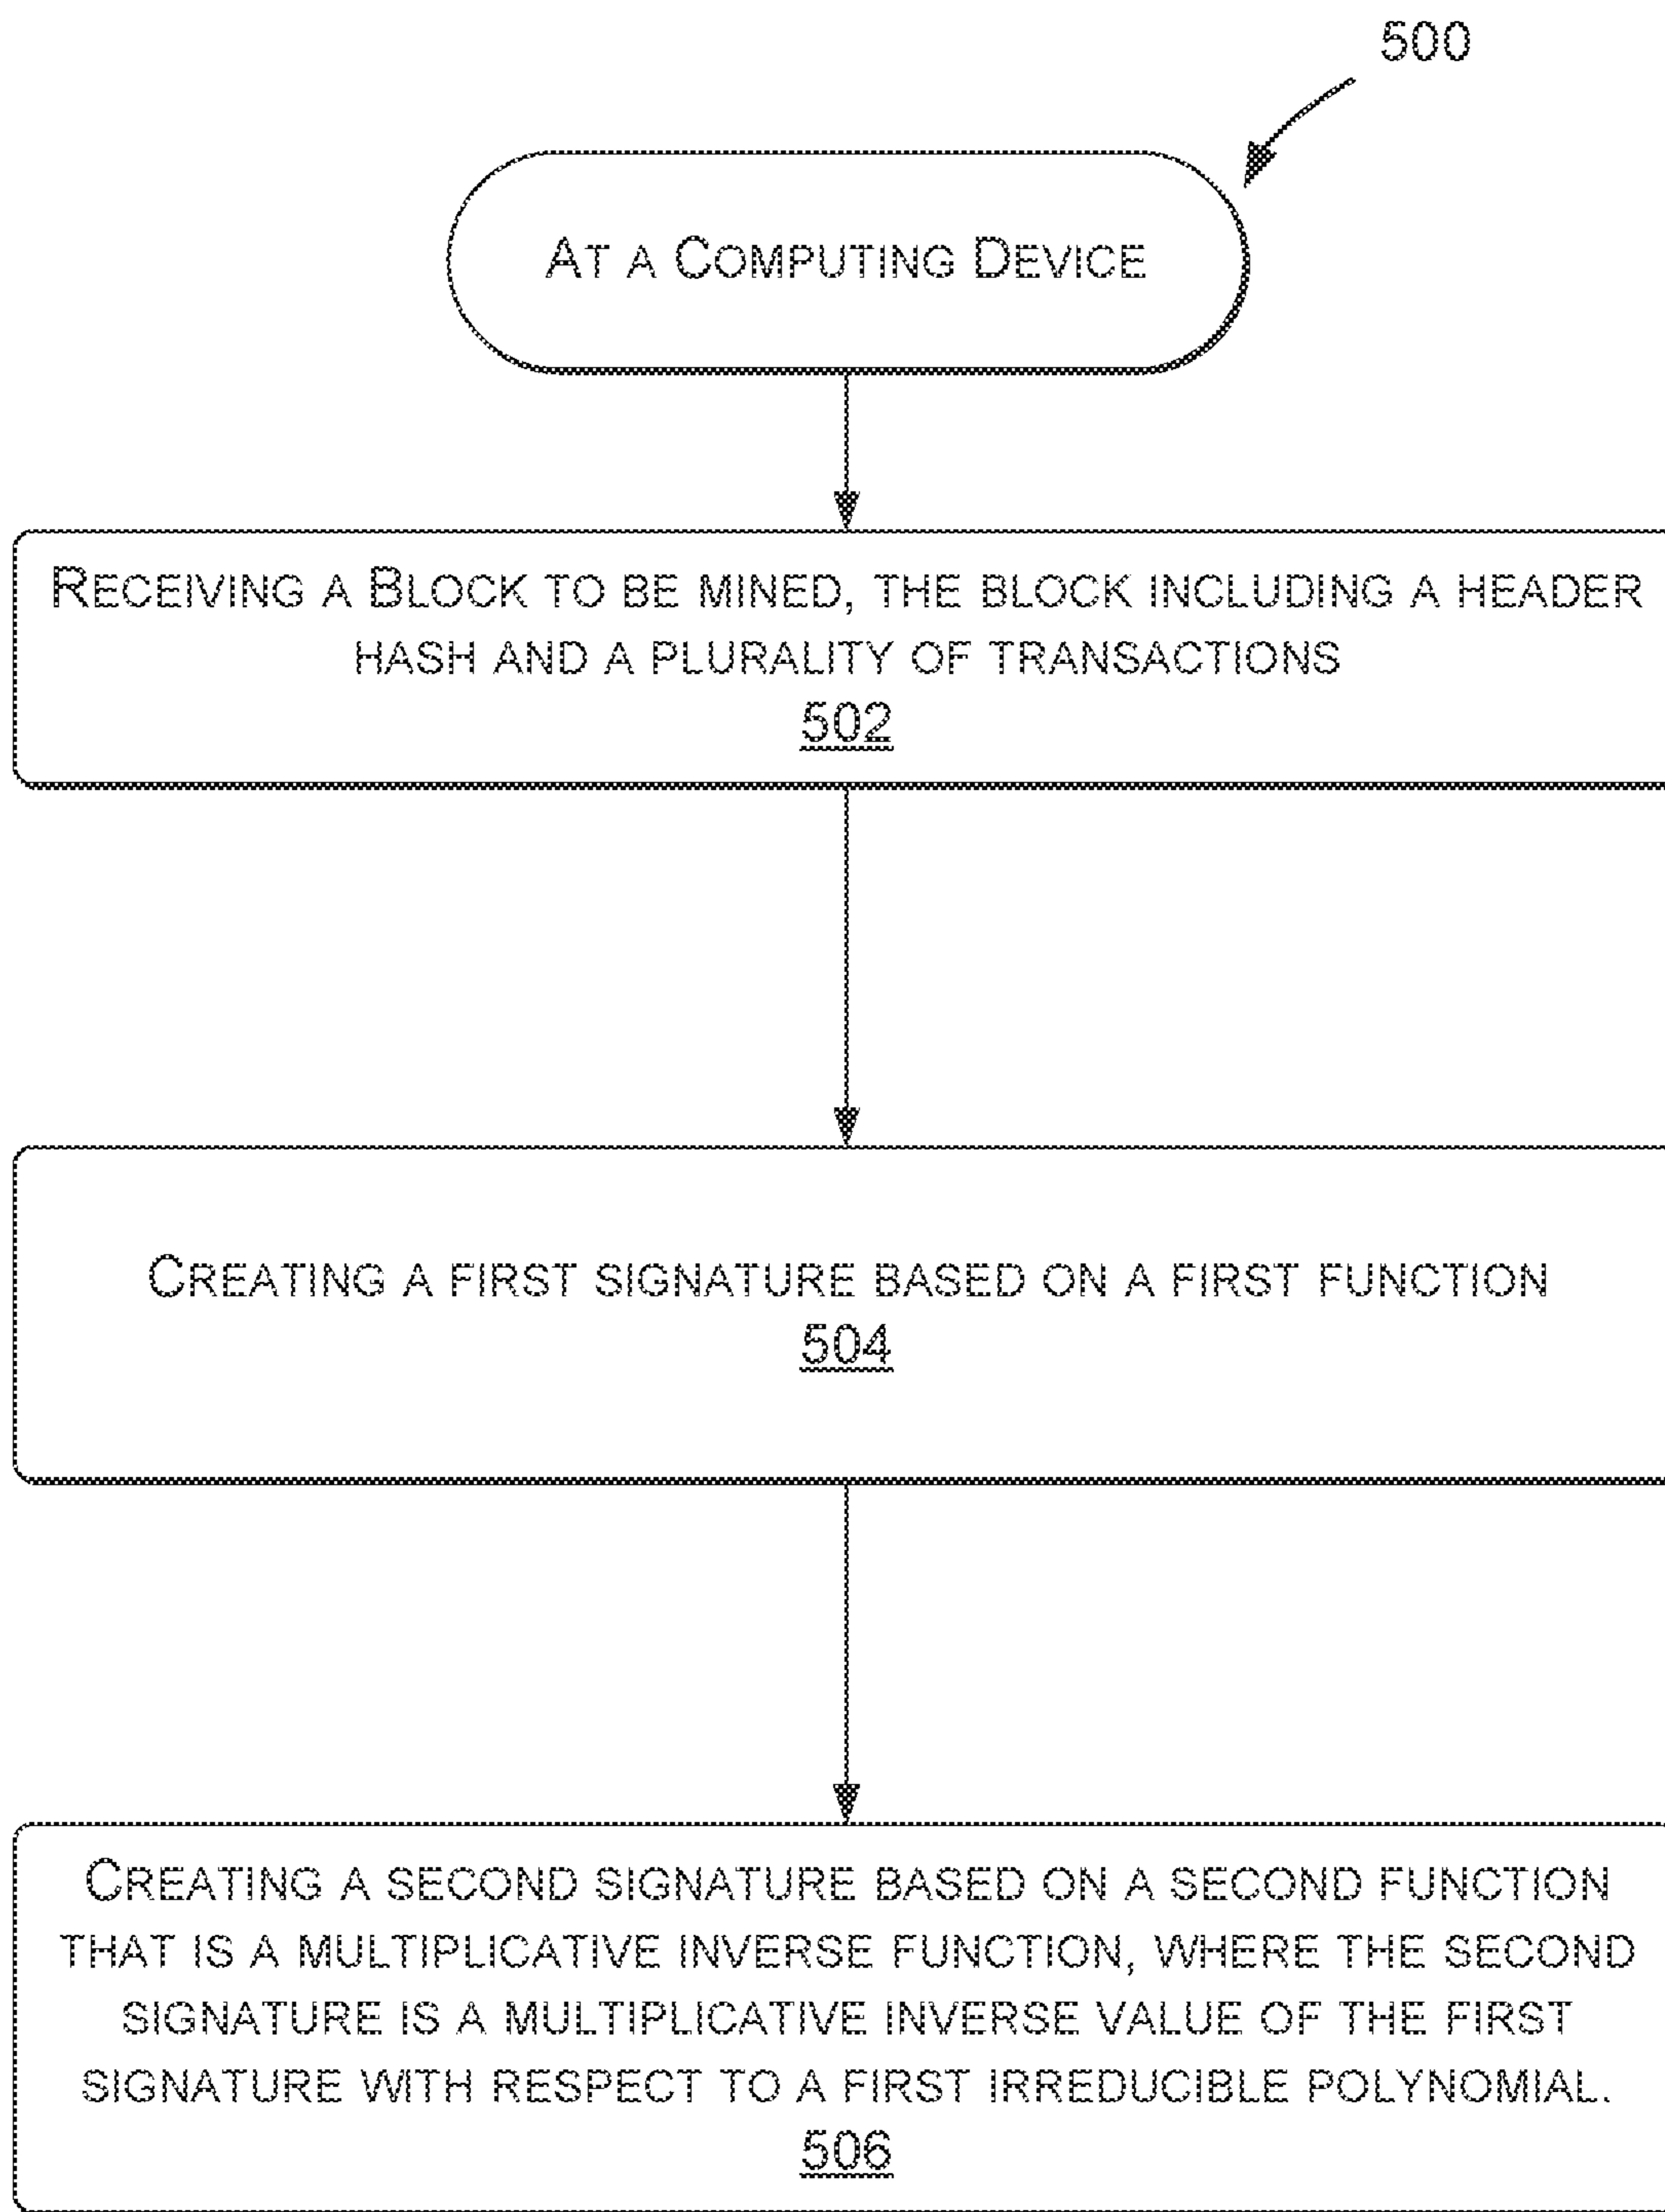 500
AT A COMPUTING DEVICE
RECEIVING A BLOCK TO BE MINED, THE BLOCK INCLUDING A HEADER
HASH AND A PLURALITY OF TRANSACTIONS
502
CREATING A FIRST SIGNATURE BASED ON A FIRST FUNCTION
504
CREATING A SECOND SIGNATURE BASED ON A SECOND FUNCTION
THAT IS A MULTIPLICATIVE INVERSE FUNCTION, WHERE THE SECOND
SIGNATURE IS A MULTIPLICATIVE INVERSE VALUE OF THE FIRST
SIGNATURE WITH RESPECT TO A FIRST IRREDUCIBLE POLYNOMIAL.
506